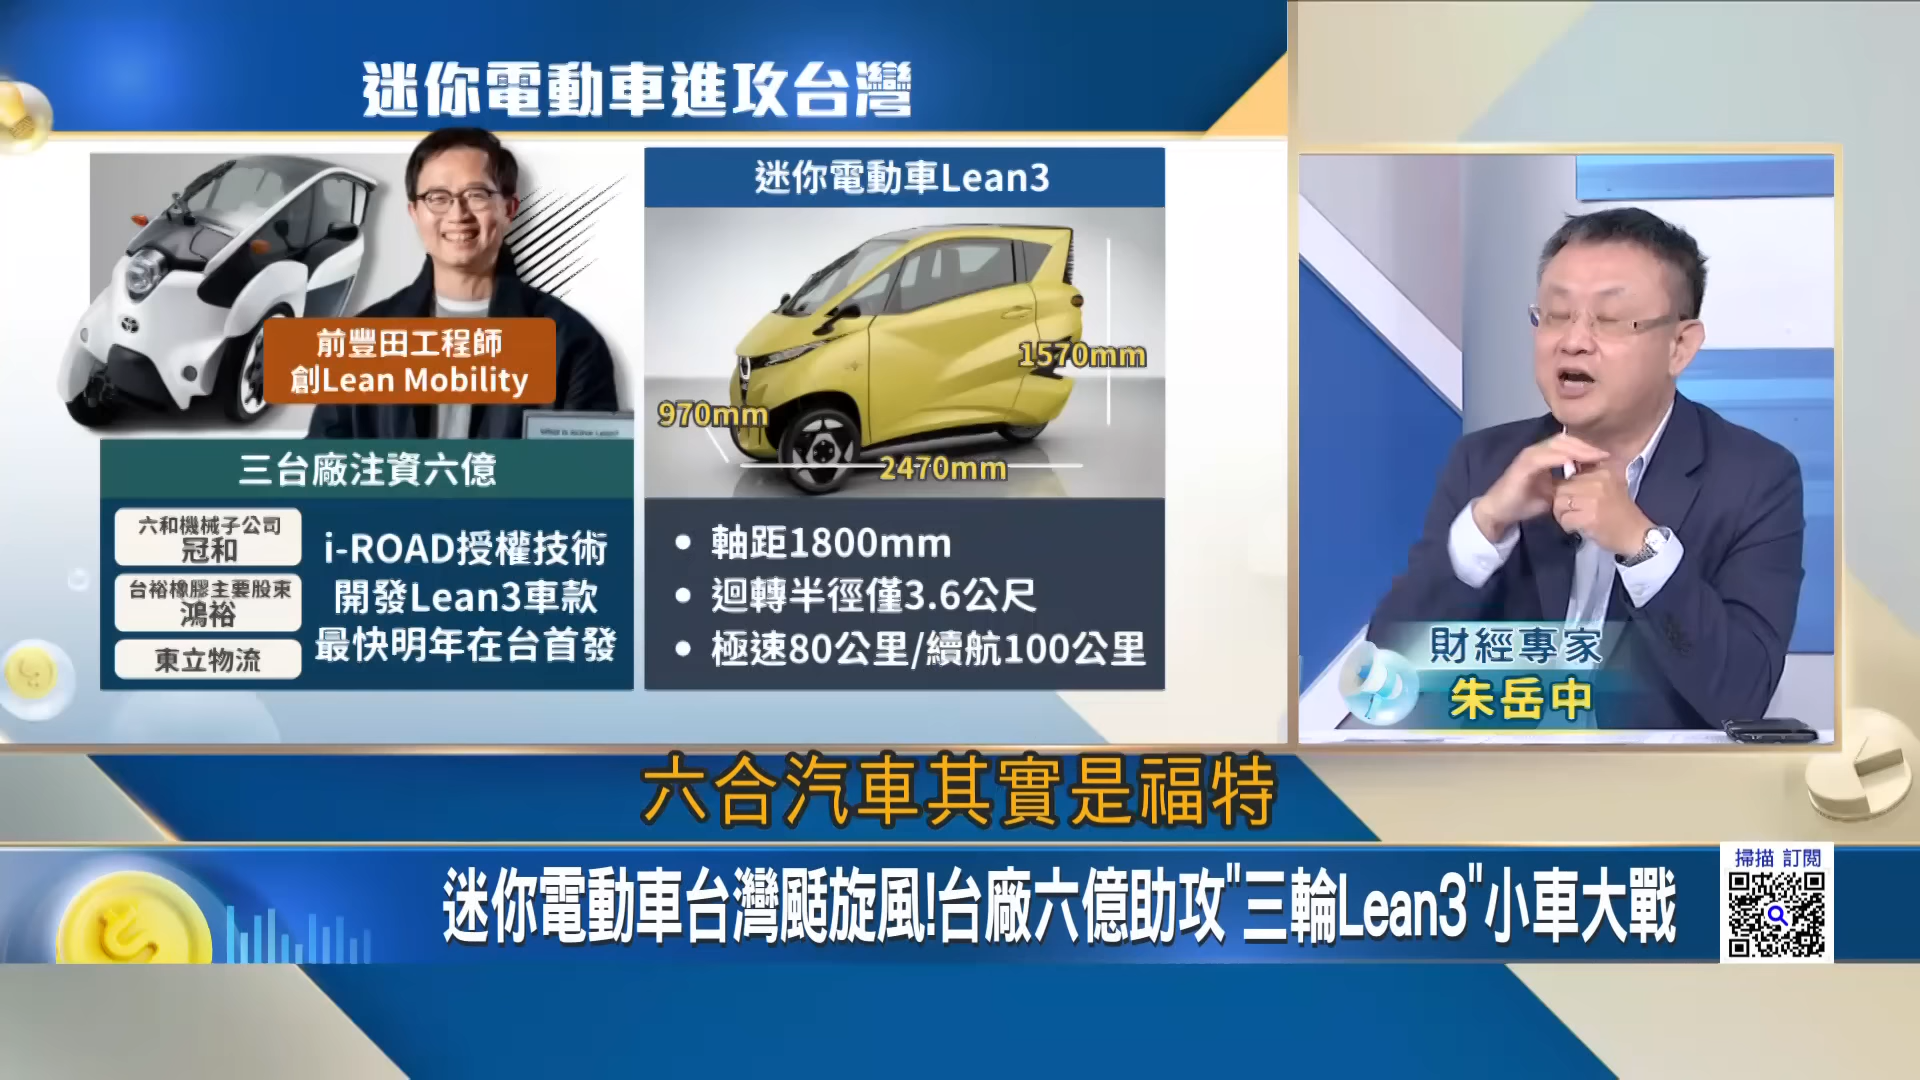 迷你電動車進攻台灣
前豐田工程師
創Lean Mobility
三台廠注資六億
六和機械子公司
冠和
台裕橡膠主要股東
鴻裕
東立物流
i-ROAD授權技術
開發Lean3車款
最快明年在台首發
迷你電動車Lean3
1570mm
970mm
2470mm
• 軸距1800mm
• 迴轉半徑僅3.6公尺
• 極速80公里/續航100公里
財經專家
朱岳中
六合汽車其實是福特
迷你電動車台灣颳旋風!台廠六億助攻"三輪Lean3"小車大戰
掃描 訂閱